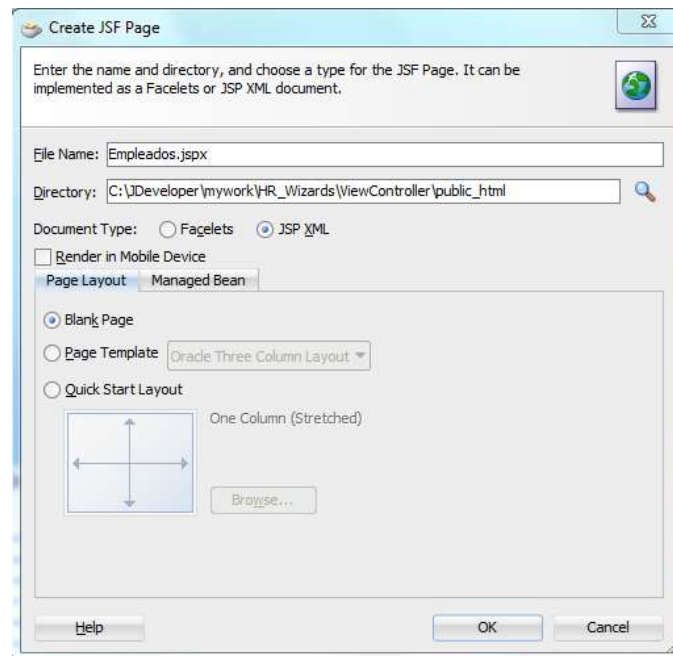 Create JSF Page
Enter the name and directory, and choose a type for the JSF Page. It can be
implemented as a Facelets or JSP XML document.
File Name: Empleados.jspx
Directory: C:\JDeveloper\mywork\HR_Wizards\ViewController\public_html
Document Type: Facelets JSP XML
Render in Mobile Device
Page Layout Managed Bean
Blank Page
Page Template Oracle Three Column Layout
Quick Start Layout
One Column (Stretched)
Browse...
Help OK Cancel